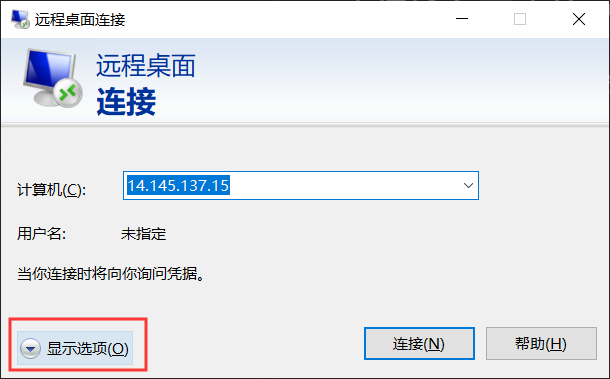 远程桌面连接
远程桌面
连接
计算机(C): 14.145.137.15
用户名: 未指定
当你连接时将向你询问凭据。
显示选项(O) 连接(N) 帮助(H)